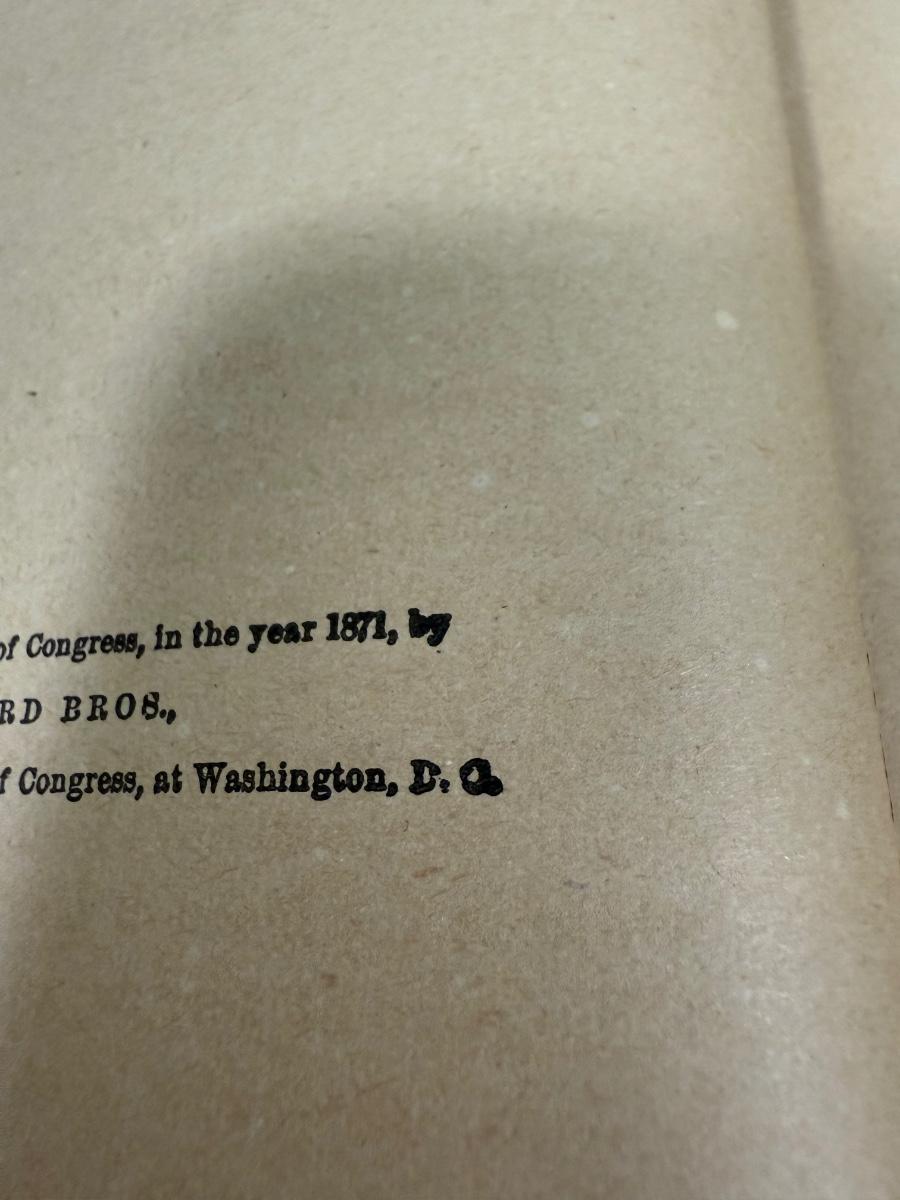 of Congress, in the year 1871, by
RD BROS.,
f Congress, at Washington, D. C.